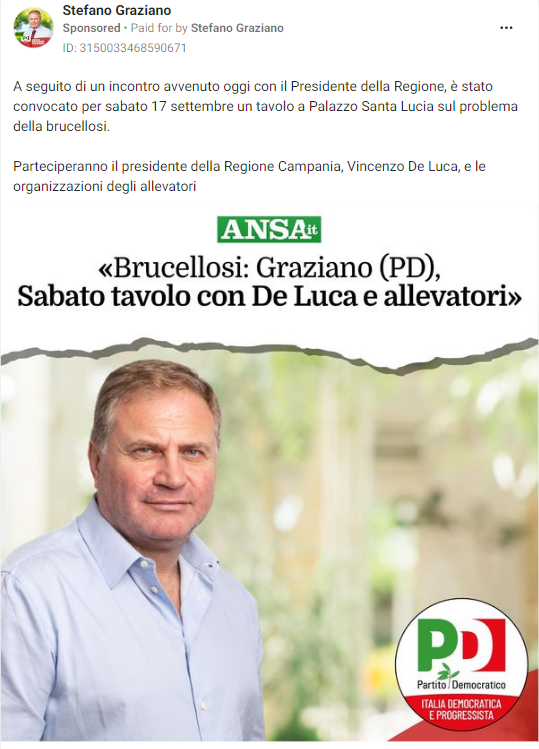 Stefano Graziano
Sponsored • Paid for by Stefano Graziano
ID: 3150033468590671
A seguito di un incontro avvenuto oggi con il Presidente della Regione, è stato
convocato per sabato 17 settembre un tavolo a Palazzo Santa Lucia sul problema
della brucellosi.
Parteciperanno il presidente della Regione Campania, Vincenzo De Luca, e le
organizzazioni degli allevatori
ANSA it
«Brucellosi: Graziano (PD),
Sabato tavolo con De Luca e allevatori»
PD
Partito Democratico
ITALIA DEMOCRATICA
E PROGRESSISTA